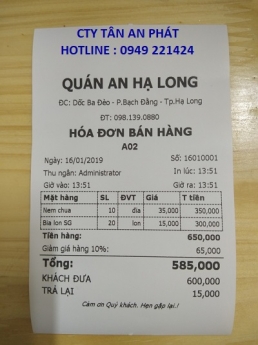 CTY TÂN AN PHÁT
HOTLINE : 0949 221424
QUÁN AN HẠ LONG
ĐC: Dốc Ba Đèo - P.Bạch Đằng - Tp.Hạ Long
ĐT: 098.139.0880
HÓA ĐƠN BÁN HÀNG
A02
Ngày: 16/01/2019 Số: 16010001
Thu ngân: Administrator In lúc: 13:51
Giờ vào: 13:51 Giờ ra: 13:51
Mặt hàng SL ĐVT Giá T tiền
Nem chua 10 đĩa 35,000 350,000
Bia lon SG 20 lon 15,000 300,000
Tiền hàng: 650,000
Giảm giá hàng 10%: 65,000
Tổng: 585,000
KHÁCH ĐƯA 600,000
TRẢ LẠI 15,000
Cảm ơn Quý khách. Hẹn gặp lại.!